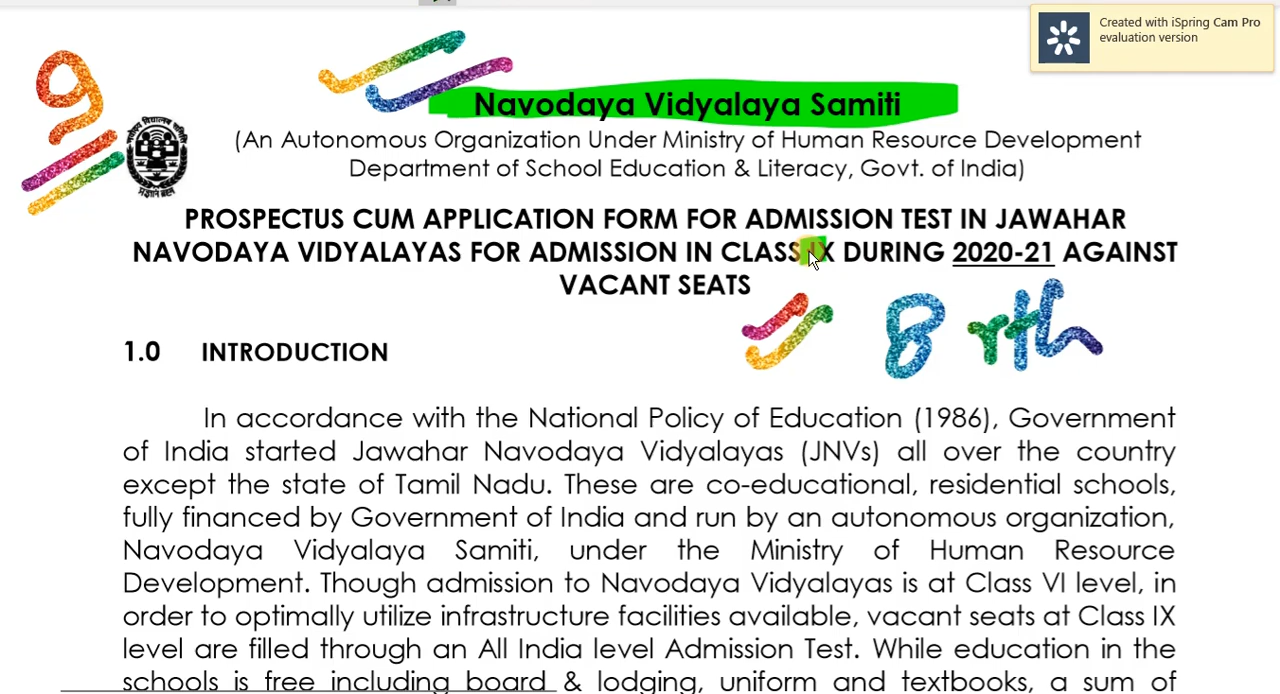 Created with iSpring Cam Pro
evaluation version
9
Navodaya Vidyalaya Samiti
(An Autonomous Organization Under Ministry of Human Resource Development
Department of School Education & Literacy, Govt. of India)
PROSPECTUS CUM APPLICATION FORM FOR ADMISSION TEST IN JAWAHAR
NAVODAYA VIDYALAYAS FOR ADMISSION IN CLASS IX DURING 2020-21 AGAINST
VACANT SEATS
8 rth
1.0 INTRODUCTION
In accordance with the National Policy of Education (1986), Government
of India started Jawahar Navodaya Vidyalayas (JNVs) all over the country
except the state of Tamil Nadu. These are co-educational, residential schools,
fully financed by Government of India and run by an autonomous organization,
Navodaya Vidyalaya Samiti, under the Ministry of Human Resource
Development. Though admission to Navodaya Vidyalayas is at Class VI level, in
order to optimally utilize infrastructure facilities available, vacant seats at Class IX
level are filled through an All India level Admission Test. While education in the
schools is free including board & lodging, uniform and textbooks, a sum of